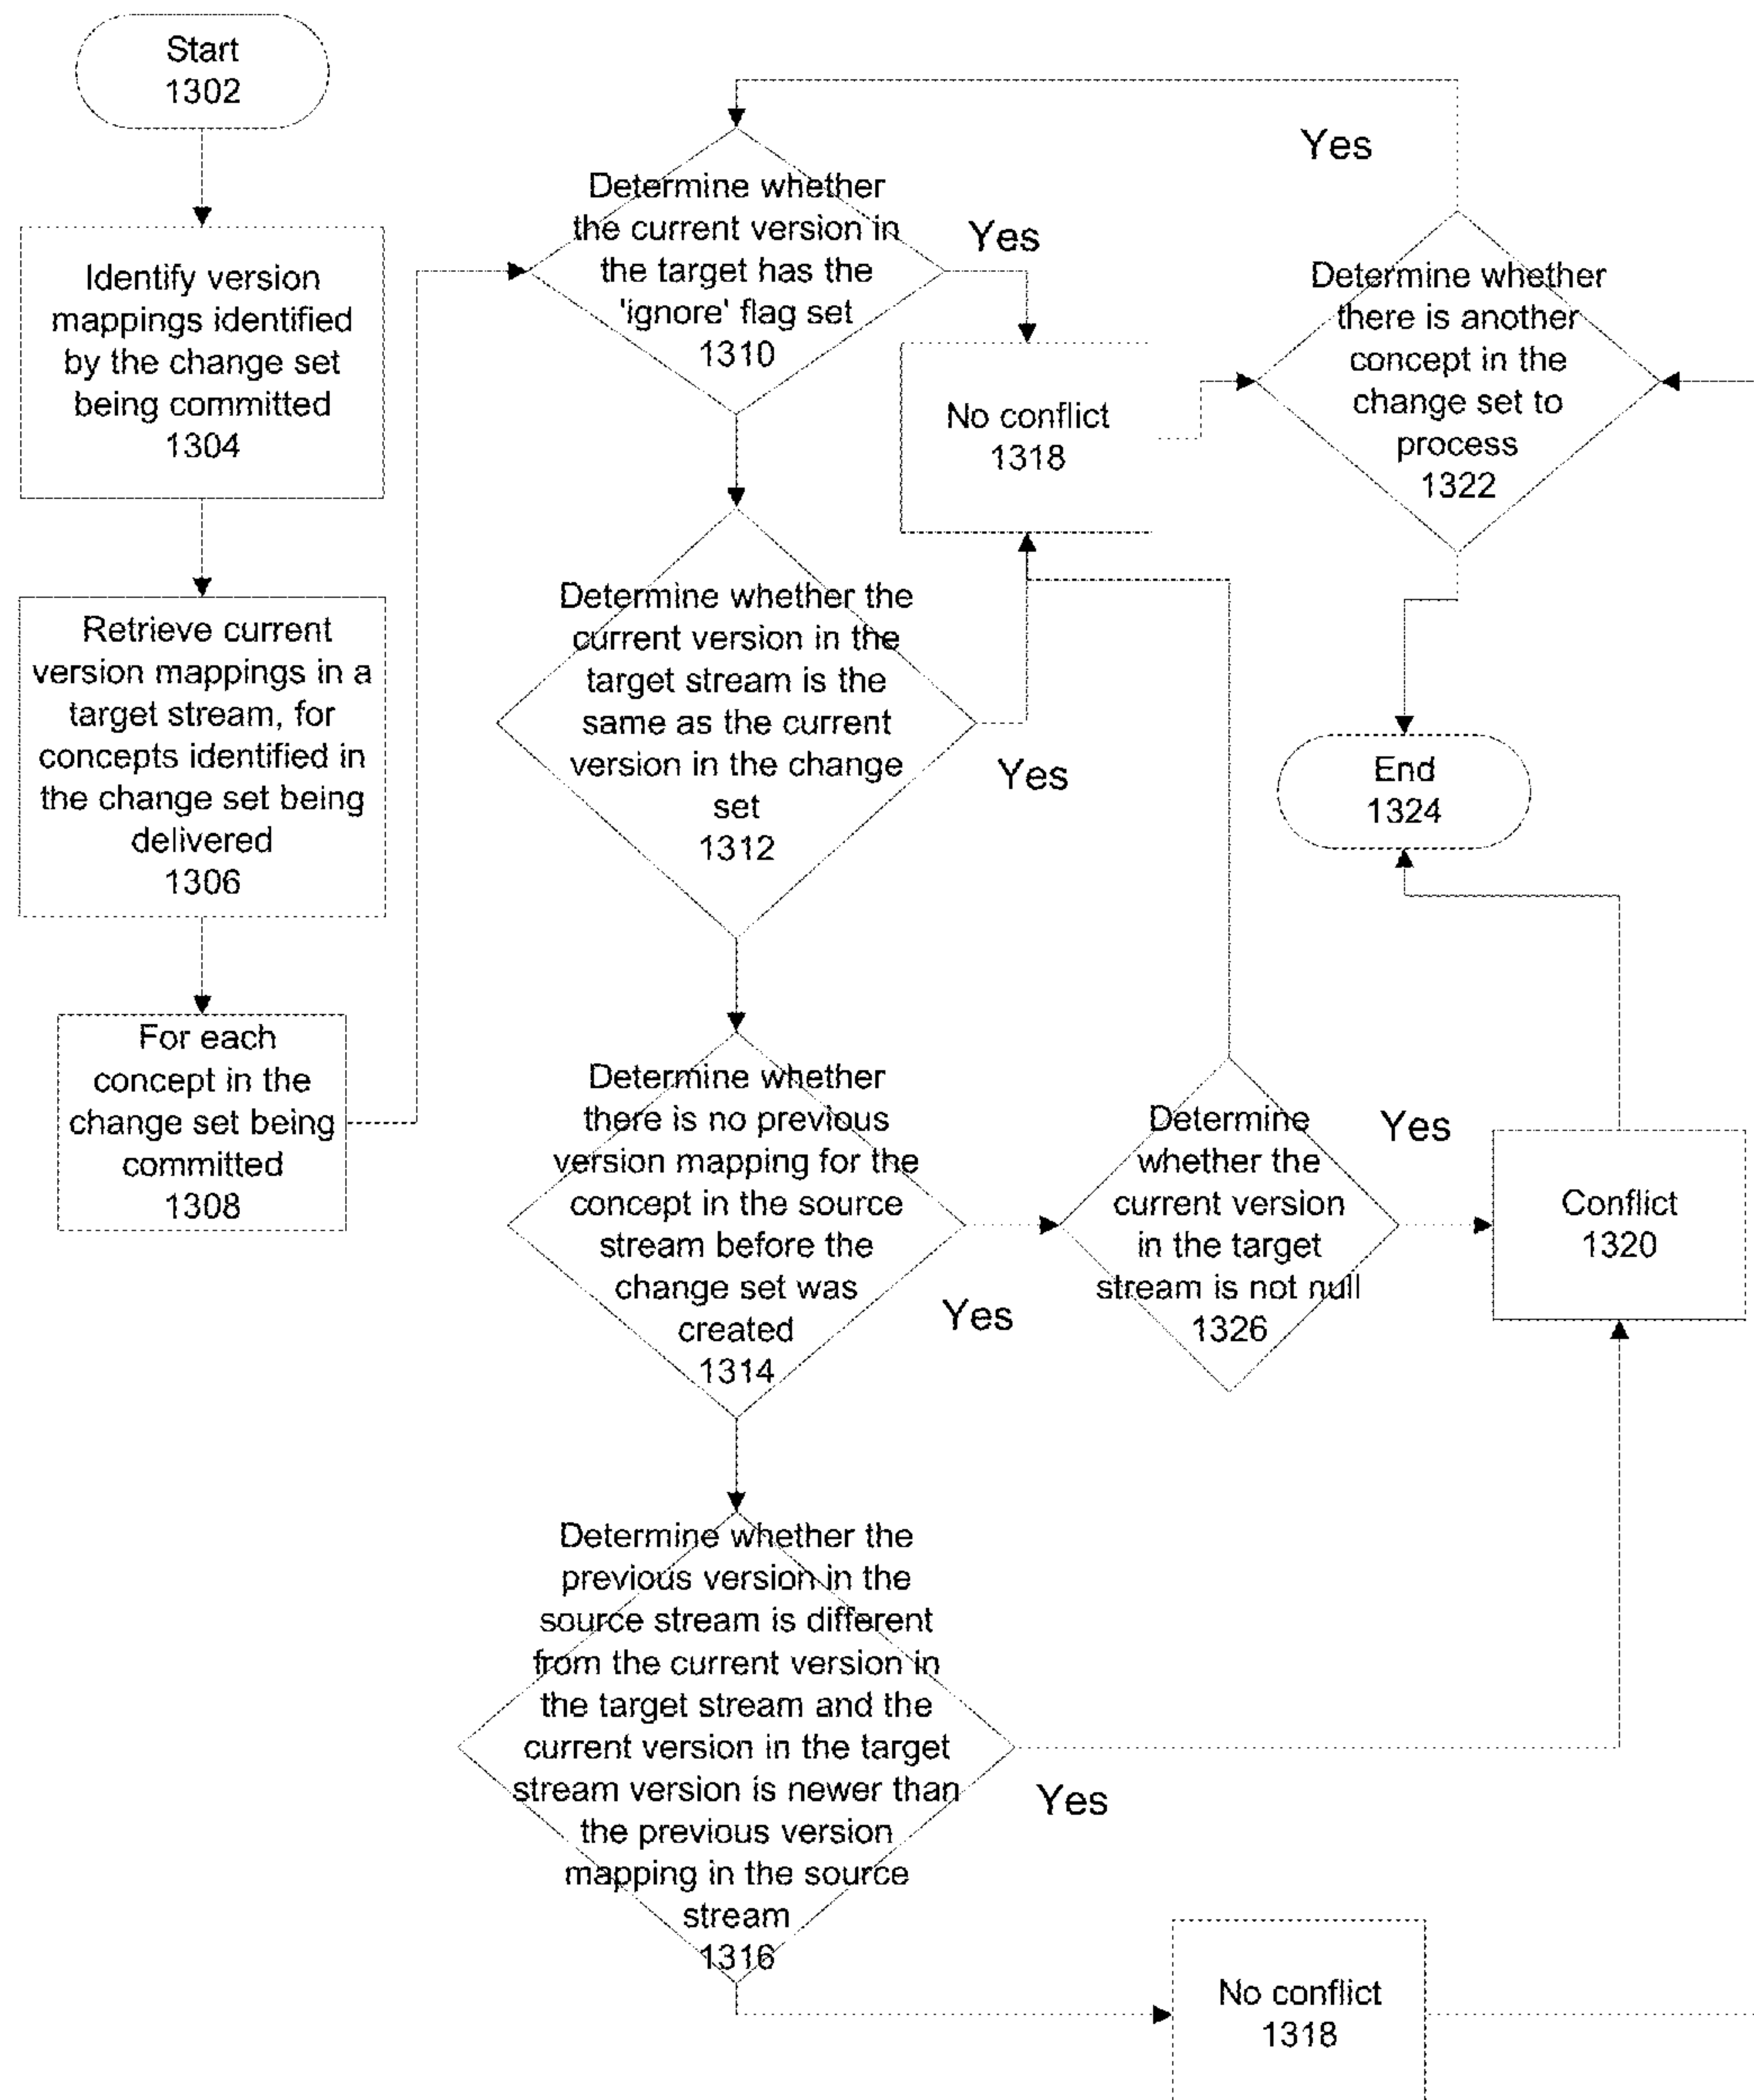 Start
1302
Identify version
mappings identified
by the change set
being committed
1304
Retrieve current
version mappings in a
target stream, for
concepts identified in
the change set being
delivered
1306
For each
concept in the
change set being
committed
1308
Determine whether
the current version in
the target has the
'ignore' flag set
1310
Yes
Determine whether
the current version in the
target stream is the
same as the current
version in the change
set
1312
Yes
Determine whether
there is no previous
version mapping for the
concept in the source
stream before the
change set was
created
1314
Yes
Determine whether the
previous version in the
source stream is different
from the current version in
the target stream and the
current version in the target
stream version is newer than
the previous version
mapping in the source
stream
1316
Yes
No conflict
1318
Yes
Determine whether
there is another
concept in the
change set to
process
1322
End
1324
Determine
whether the
current version
in the target
stream is not null
1326
Yes
Conflict
1320
No conflict
1318